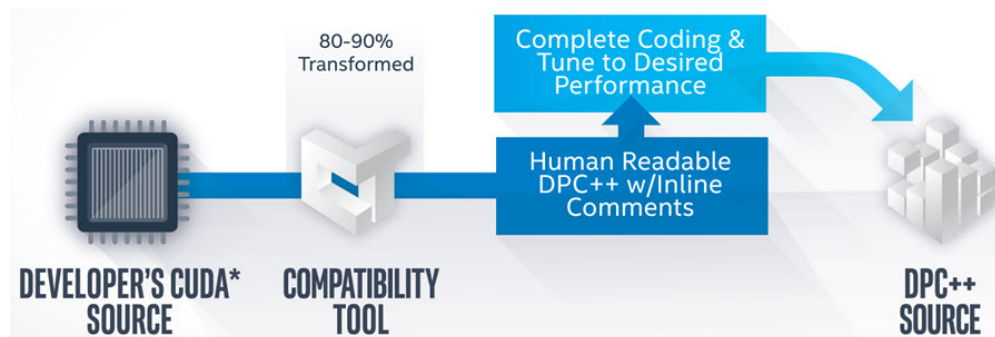 80-90%
Transformed
Complete Coding &
Tune to Desired
Performance
Human Readable
DPC++ w/Inline
Comments
DEVELOPER'S CUDA*
SOURCE
COMPATIBILITY
TOOL
DPC++
SOURCE